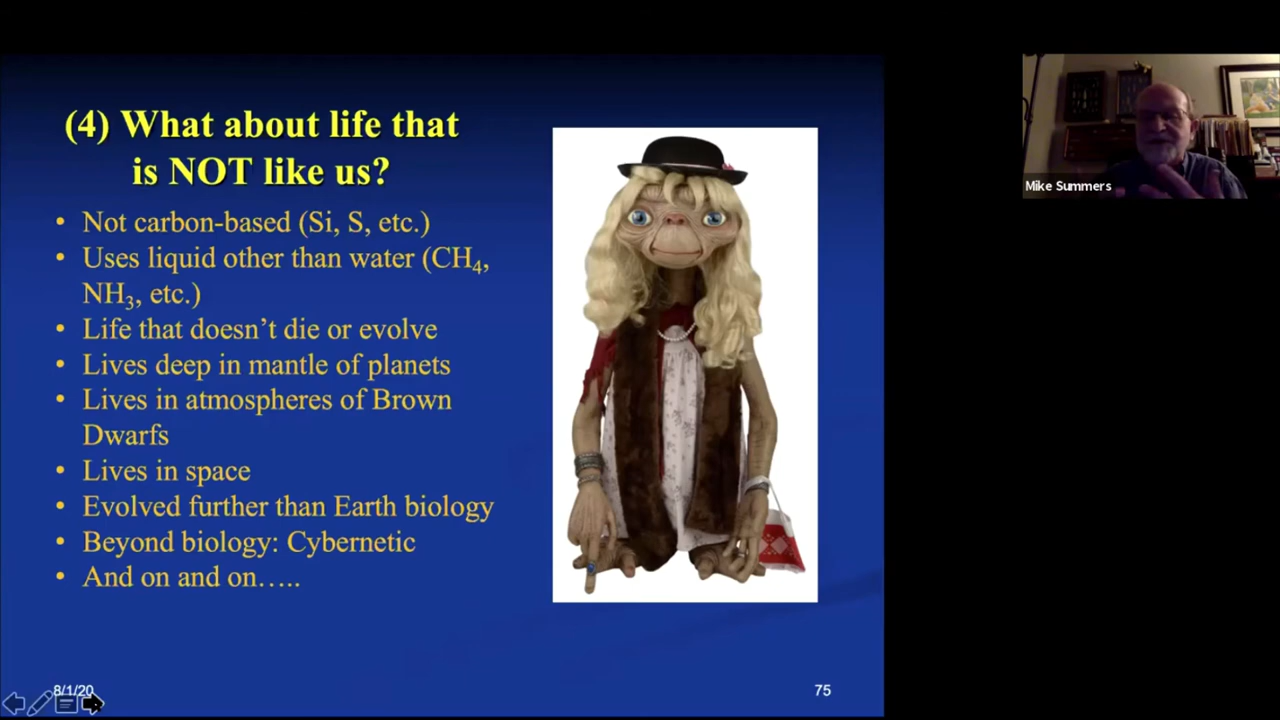 (4) What about life that
is NOT like us?
• Not carbon-based (Si, S, etc.)
• Uses liquid other than water (CH₄,
NH₃, etc.)
• Life that doesn’t die or evolve
• Lives deep in mantle of planets
• Lives in atmospheres of Brown
Dwarfs
• Lives in space
• Evolved further than Earth biology
• Beyond biology: Cybernetic
• And on and on…..
8/1/20
75
Mike Summers